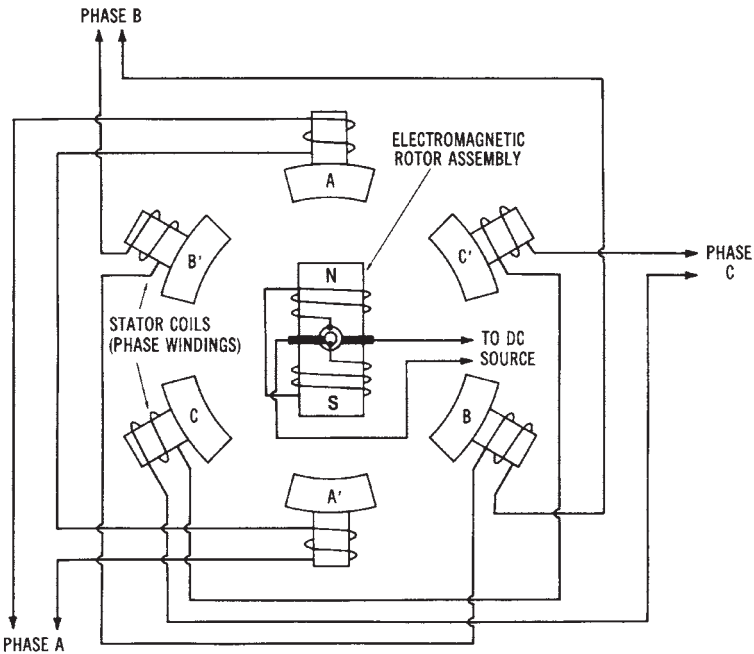 PHASE B
ELECTROMAGNETIC
ROTOR ASSEMBLY
A
B'
C'
N
PHASE
C
STATOR COILS
(PHASE WINDINGS)
TO DC
SOURCE
S
C
B
A'
PHASE A